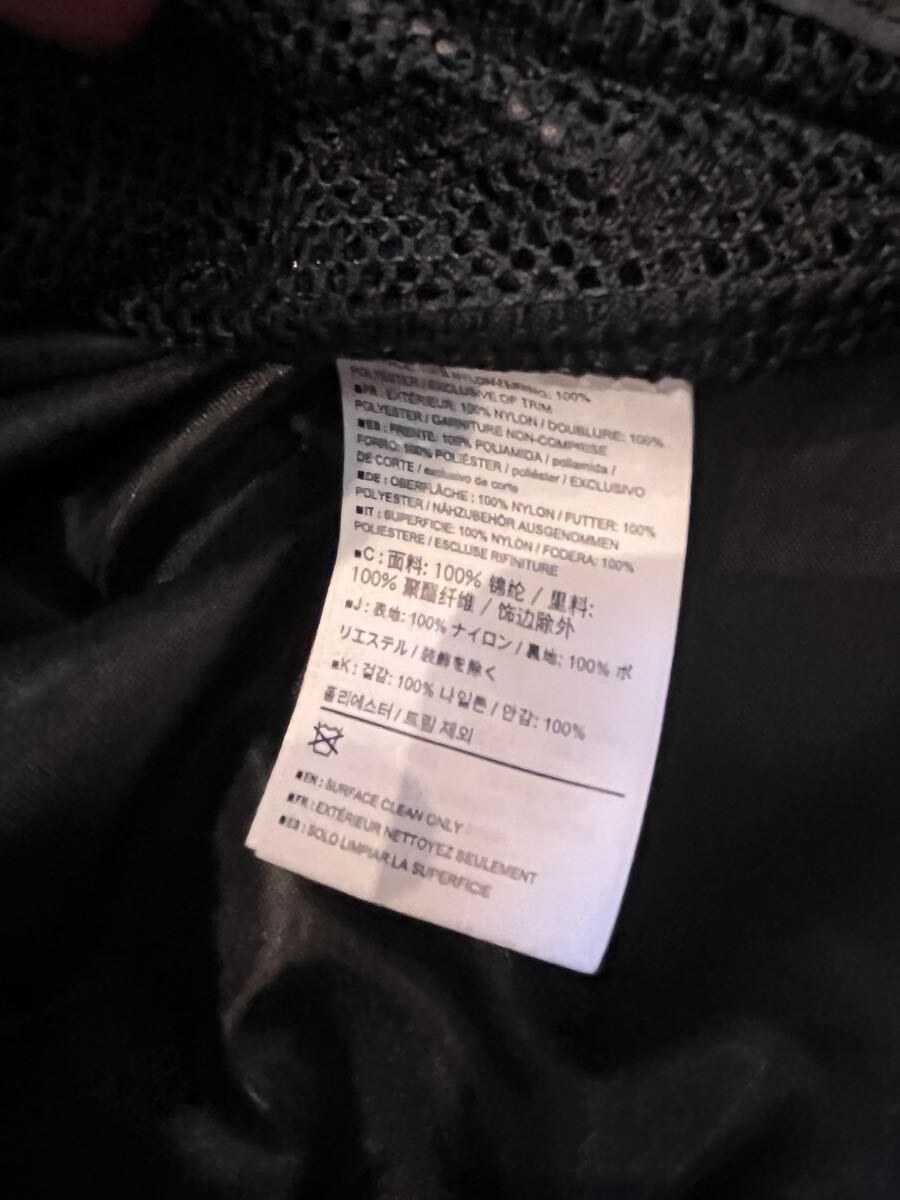 100%
POLYESTER / EXCLUSIVE OF TRIM
■FR : EXTÉRIEUR: 100% NYLON / DOUBLURE: 100%
POLYESTER / GARNITURE NON-COMPRISE
■ES : FRENTE: 100% POLIAMIDA / poliamida /
FORRO: 100% POLIÉSTER / poliéster / EXCLUSIVO
DE CORTE / exclusivo de corte
■DE : OBERFLÄCHE : 100% NYLON / FUTTER: 100%
POLYESTER / NÄHZUBEHÖR AUSGENOMMEN
■IT : SUPERFICIE: 100% NYLON / FODERA: 100%
POLIESTERE / ESCLUSE RIFINITURE
■C : 面料: 100% 锦纶 / 里料:
100% 聚酯纤维 / 饰边除外
■J : 表地: 100% ナイロン / 裏地: 100% ポ
リエステル / 装飾を除く
■K : 겉감: 100% 나일론 / 안감: 100%
폴리에스터 / 트림 제외
■EN : SURFACE CLEAN ONLY
■FR : EXTÉRIEUR NETTOYEZ SEULEMENT
■ES : SOLO LIMPIAR LA SUPERFICIE